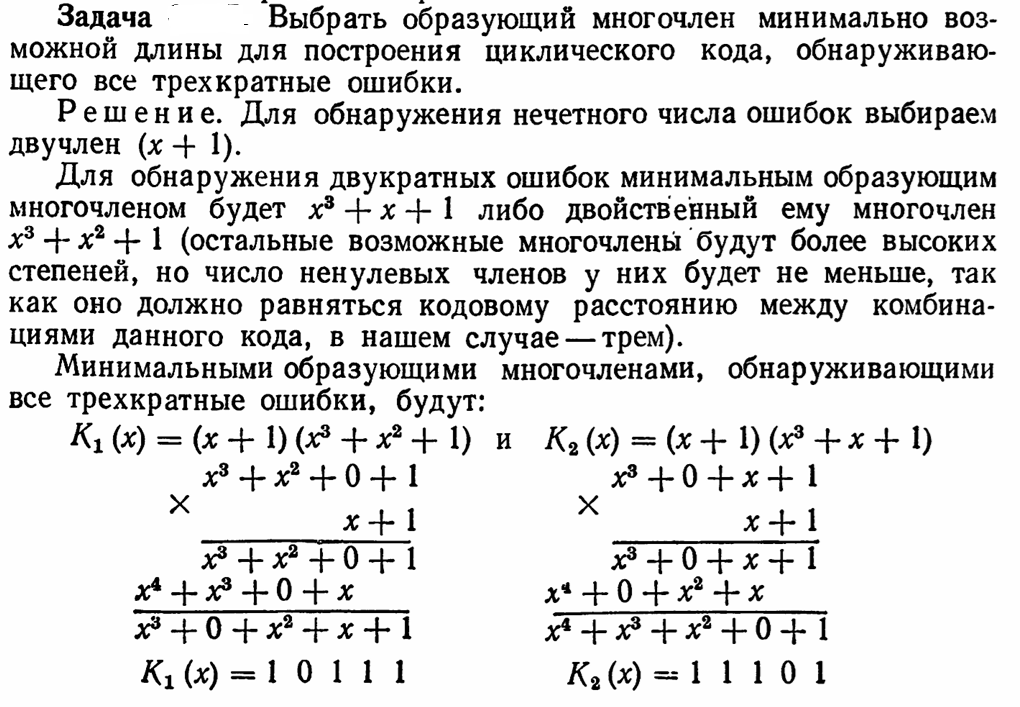 Задача Выбрать образующий многочлен минимально воз-
можной длины для построения циклического кода, обнаруживаю-
щего все трехкратные ошибки.
Решение. Для обнаружения нечетного числа ошибок выбираем
двучлен (x + 1).
Для обнаружения двукратных ошибок минимальным образующим
многочленом будет x³ + x + 1 либо двойственный ему многочлен
x³ + x² + 1 (остальные возможные многочлены будут более высоких
степеней, но число ненулевых членов у них будет не меньше, так
как оно должно равняться кодовому расстоянию между комбина-
циями данного кода, в нашем случае — трем).
Минимальными образующими многочленами, обнаруживающими
все трехкратные ошибки, будут:
K₁ (x) = (x + 1) (x³ + x² + 1) и K₂ (x) = (x + 1) (x³ + x + 1)
x³ + x² + 0 + 1 x³ + 0 + x + 1
× x + 1 × x + 1
x³ + x² + 0 + 1 x³ + 0 + x + 1
x⁴ + x³ + 0 + x x⁴ + 0 + x² + x
x³ + 0 + x² + x + 1 x⁴ + x³ + x² + 0 + 1
K₁ (x) = 1 0 1 1 1 K₂ (x) = 1 1 1 0 1